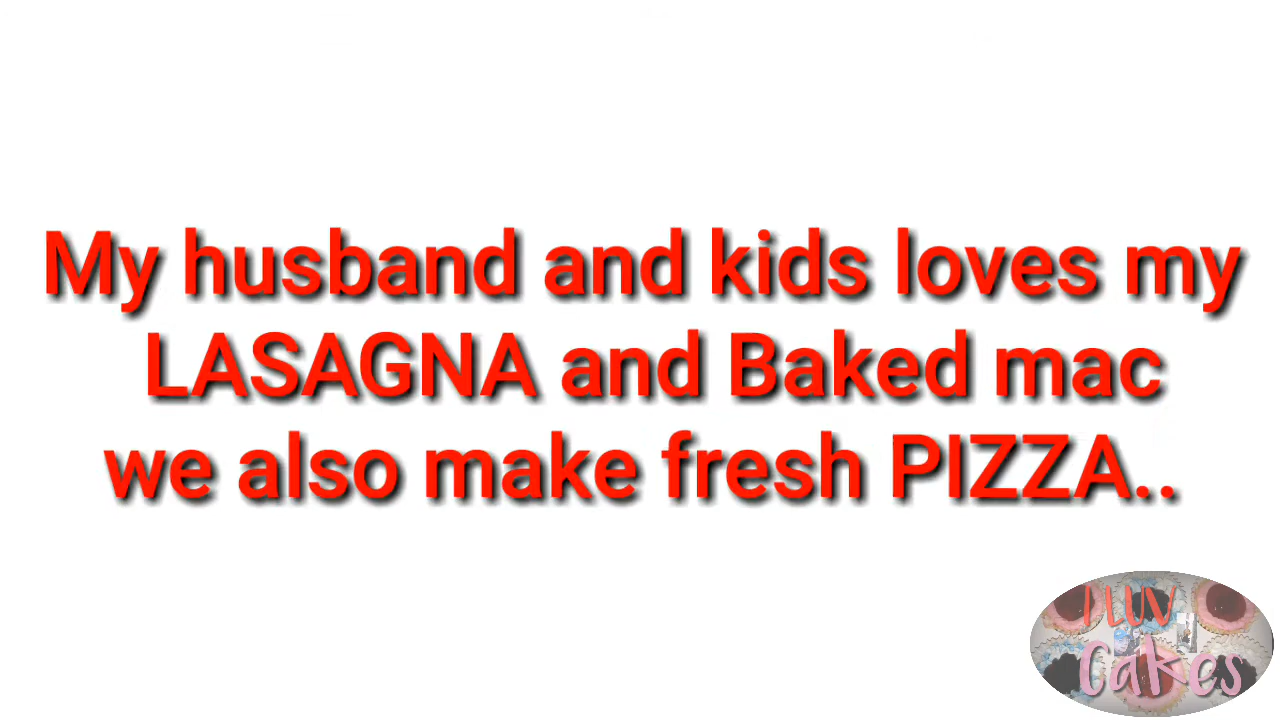 My husband and kids loves my
LASAGNA and Baked mac
we also make fresh PIZZA..
I LUV
Cakes